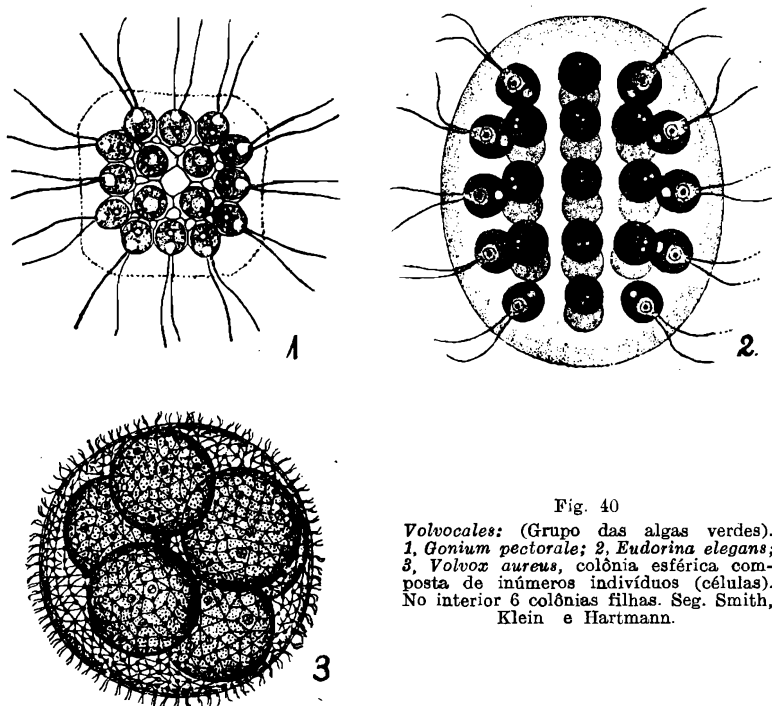 1
2.
3
Fig. 40
Volvocales: (Grupo das algas verdes).
1, Gonium pectorale; 2, Eudorina elegans;
3, Volvox aureus, colônia esférica com-
posta de inúmeros indivíduos (células).
No interior 6 colônias filhas. Seg. Smith,
Klein e Hartmann.